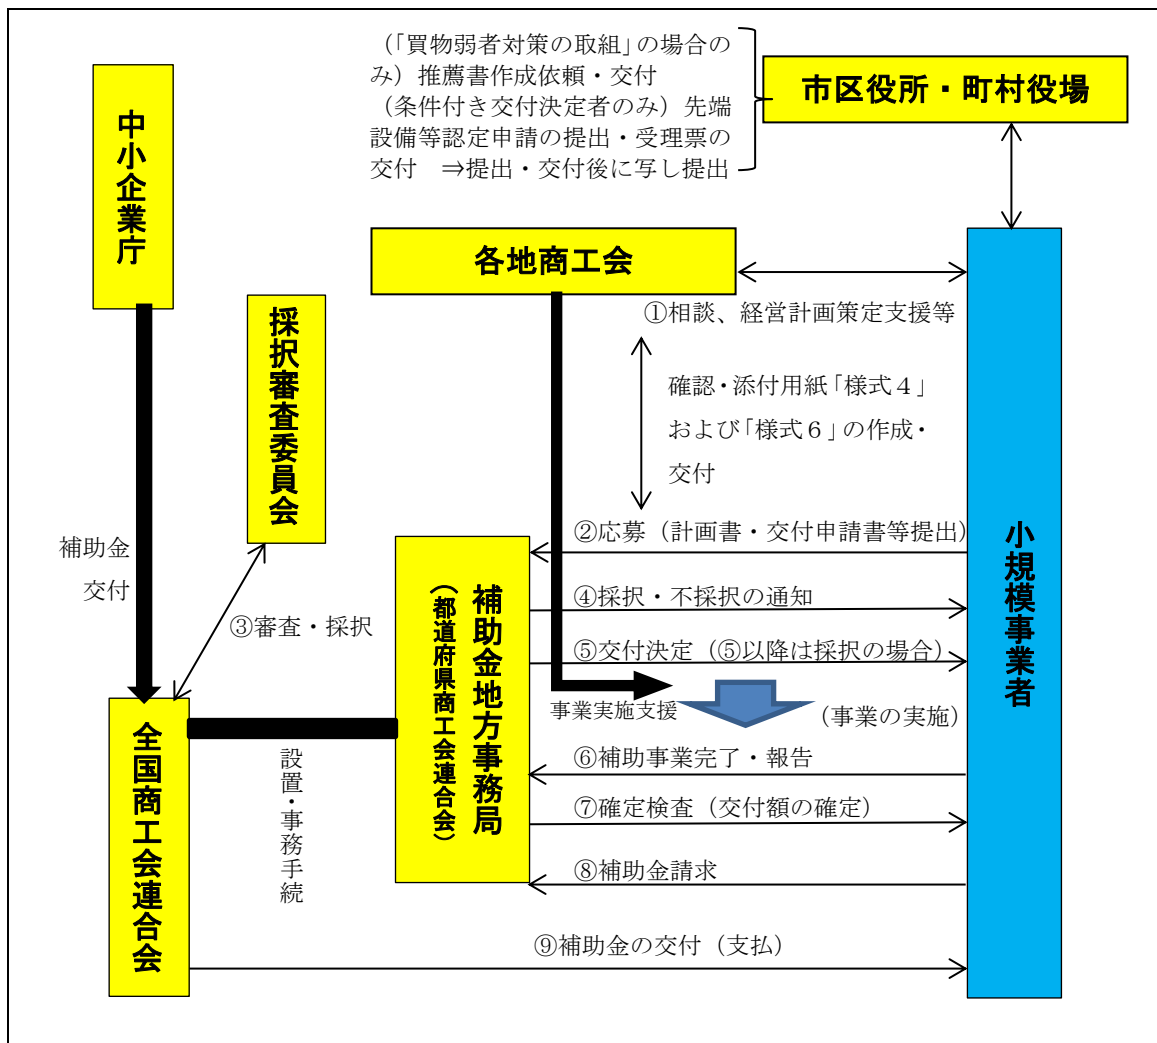 （「買物弱者対策の取組」の場合の
み）推薦書作成依頼・交付
（条件付き交付決定者のみ）先端
設備等認定申請の提出・受理票の
交付　⇒提出・交付後に写し提出
市区役所・町村役場
中小企業庁
各地商工会
採択審査委員会
①相談、経営計画策定支援等
確認・添付用紙「様式４」
および「様式６」の作成・
交付
補助金
交付
③審査・採択
②応募（計画書・交付申請書等提出）
④採択・不採択の通知
⑤交付決定（⑤以降は採択の場合）
事業実施支援
（事業の実施）
補助金地方事務局
（都道府県商工会連合会）
小規模事業者
全国商工会連合会
設置・事務手続
⑥補助事業完了・報告
⑦確定検査（交付額の確定）
⑧補助金請求
⑨補助金の交付（支払）